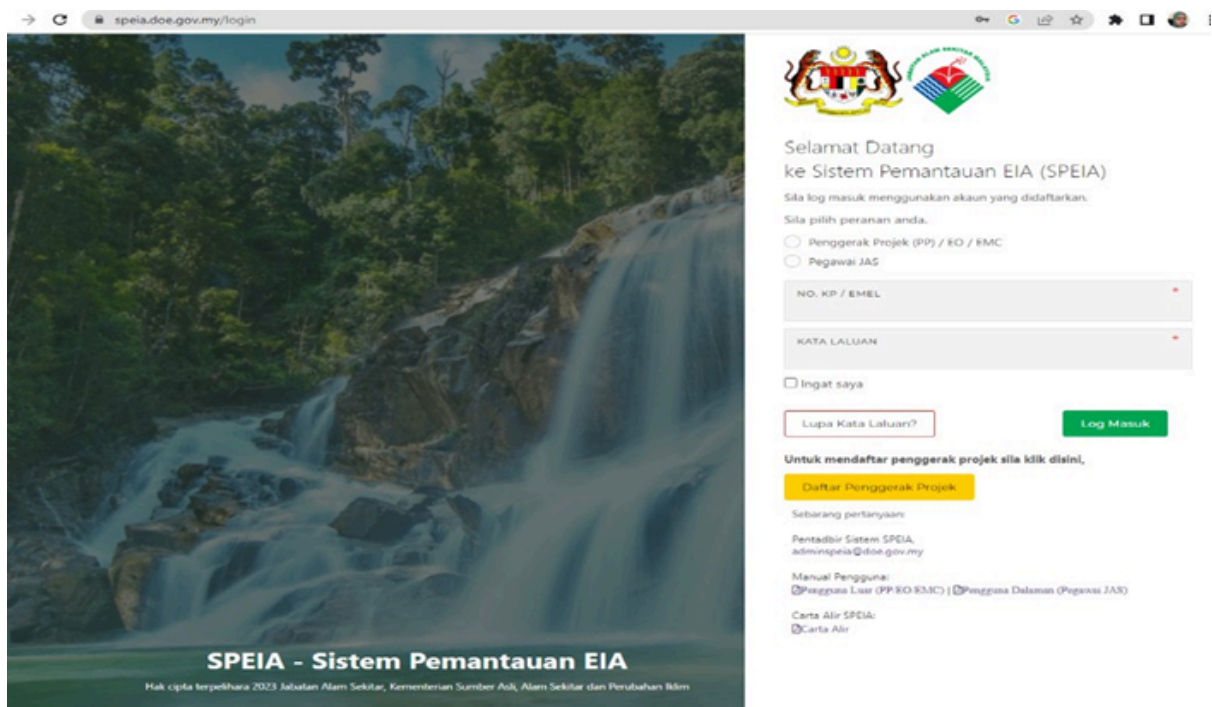 speia.doe.gov.my/login
Selamat Datang
ke Sistem Pemantauan EIA (SPEIA)
Sila log masuk menggunakan akaun yang didaftarkan.
Sila pilih peranan anda.
Penggerak Projek (PP) / EO / EMC
Pegawai JAS
NO. KP / EMEL *
KATA LALUAN *
Ingat saya
Lupa Kata Laluan? Log Masuk
Untuk mendaftar penggerak projek sila klik disini,
Daftar Penggerak Projek
Sebarang pertanyaan:
Pentadbir Sistem SPEIA,
adminspeia@doe.gov.my
Manual Pengguna:
Pengguna Luar (PP/EO/EMC) | Pengguna Dalaman (Pegawai JAS)
Carta Alir SPEIA:
Carta Alir
SPEIA - Sistem Pemantauan EIA
Hak cipta terpelihara 2023 Jabatan Alam Sekitar, Kementerian Sumber Asli, Alam Sekitar dan Perubahan Iklim